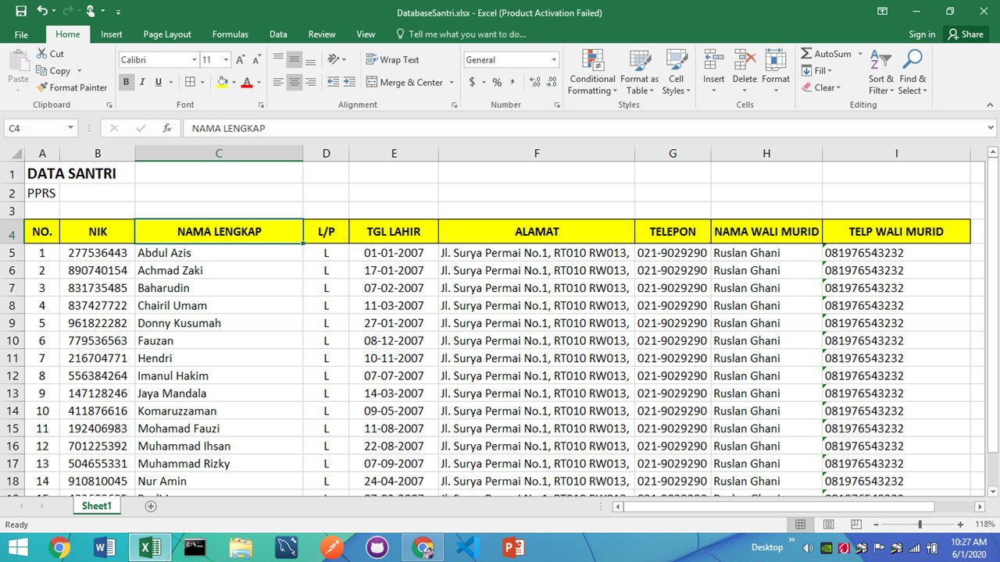 DatabaseSantri.xlsx - Excel (Product Activation Failed)
File Home Insert Page Layout Formulas Data Review View Tell me what you want to do... Sign in Share
Cut
Copy
Format Painter
Paste
Clipboard
Calibri 11
B I U
Font
Wrap Text
Merge & Center
Alignment
General
$ % ,
Number
Conditional Formatting
Format as Table
Cell Styles
Styles
Insert Delete Format
Cells
AutoSum
Fill
Clear
Sort & Filter
Find & Select
Editing
C4 fx NAMA LENGKAP
A B C D E F G H I
1 DATA SANTRI
2 PPRS
3
4 NO. NIK NAMA LENGKAP L/P TGL LAHIR ALAMAT TELEPON NAMA WALI MURID TELP WALI MURID
5 1 277536443 Abdul Azis L 01-01-2007 Jl. Surya Permai No.1, RT010 RW013, 021-9029290 Ruslan Ghani 081976543232
6 2 890740154 Achmad Zaki L 17-01-2007 Jl. Surya Permai No.1, RT010 RW013, 021-9029290 Ruslan Ghani 081976543232
7 3 831735485 Baharudin L 07-02-2007 Jl. Surya Permai No.1, RT010 RW013, 021-9029290 Ruslan Ghani 081976543232
8 4 837427722 Chairil Umam L 11-03-2007 Jl. Surya Permai No.1, RT010 RW013, 021-9029290 Ruslan Ghani 081976543232
9 5 961822282 Donny Kusumah L 27-01-2007 Jl. Surya Permai No.1, RT010 RW013, 021-9029290 Ruslan Ghani 081976543232
10 6 779536563 Fauzan L 08-12-2007 Jl. Surya Permai No.1, RT010 RW013, 021-9029290 Ruslan Ghani 081976543232
11 7 216704771 Hendri L 10-11-2007 Jl. Surya Permai No.1, RT010 RW013, 021-9029290 Ruslan Ghani 081976543232
12 8 556384264 Imanul Hakim L 07-07-2007 Jl. Surya Permai No.1, RT010 RW013, 021-9029290 Ruslan Ghani 081976543232
13 9 147128246 Jaya Mandala L 14-03-2007 Jl. Surya Permai No.1, RT010 RW013, 021-9029290 Ruslan Ghani 081976543232
14 10 411876616 Komaruzzaman L 09-05-2007 Jl. Surya Permai No.1, RT010 RW013, 021-9029290 Ruslan Ghani 081976543232
15 11 192406983 Mohamad Fauzi L 11-08-2007 Jl. Surya Permai No.1, RT010 RW013, 021-9029290 Ruslan Ghani 081976543232
16 12 701225392 Muhammad Ihsan L 22-08-2007 Jl. Surya Permai No.1, RT010 RW013, 021-9029290 Ruslan Ghani 081976543232
17 13 504655331 Muhammad Rizky L 07-09-2007 Jl. Surya Permai No.1, RT010 RW013, 021-9029290 Ruslan Ghani 081976543232
18 14 910810045 Nur Amin L 24-04-2007 Jl. Surya Permai No.1, RT010 RW013, 021-9029290 Ruslan Ghani 081976543232
Sheet1
Ready 118%
Desktop 10:27 AM
6/1/2020